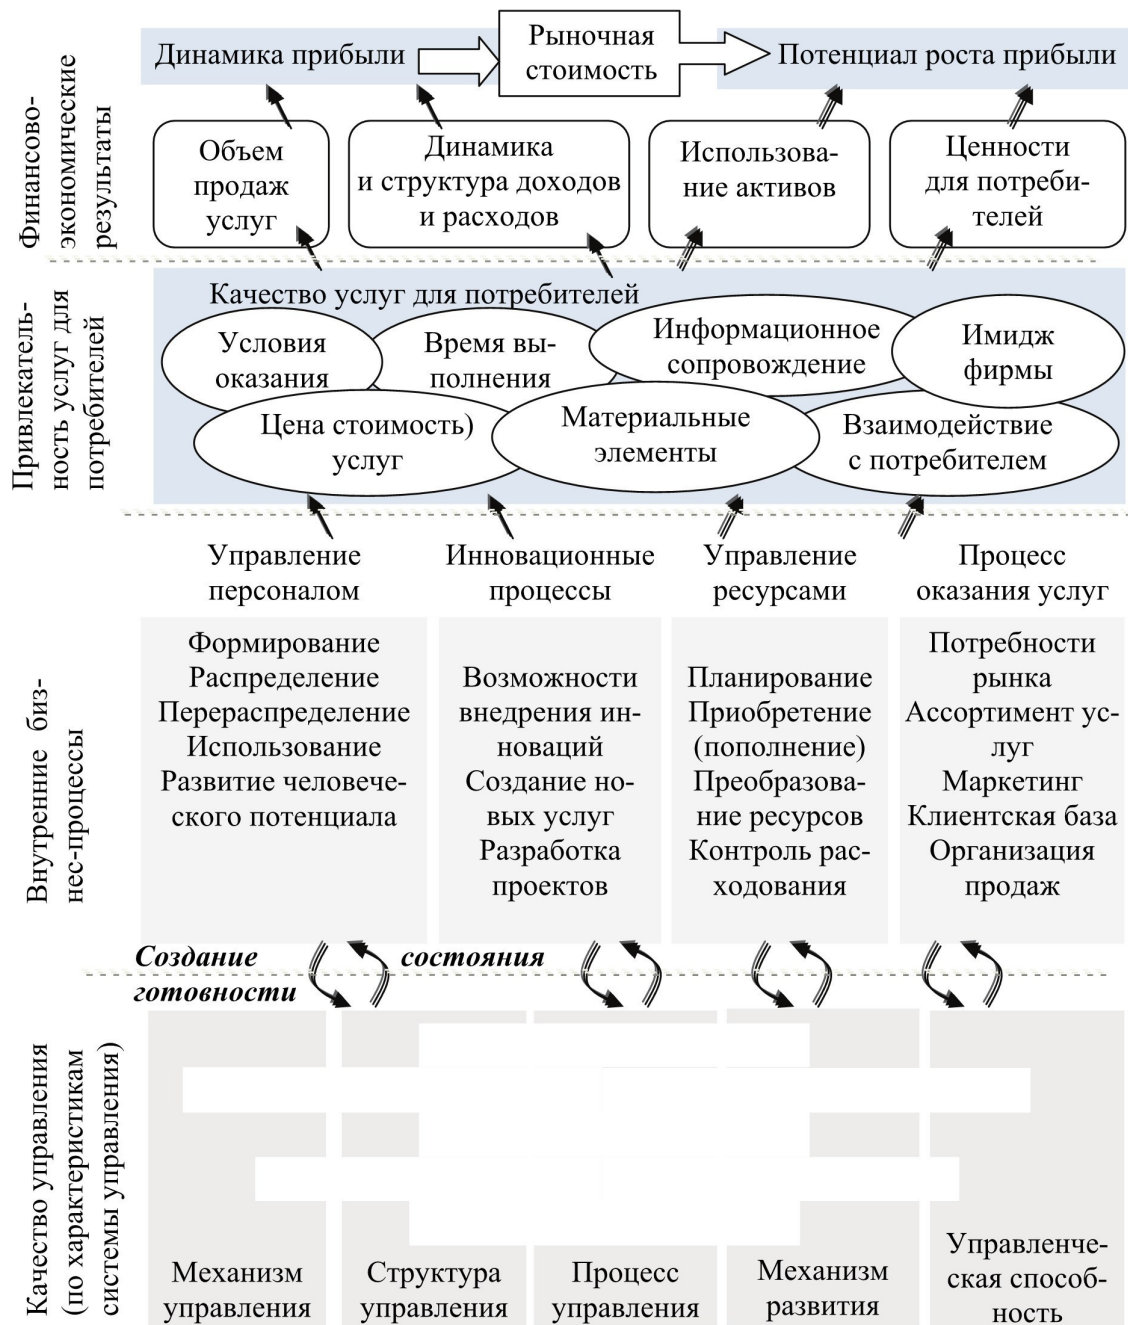 Финансово-
экономические
результаты
Динамика прибыли
Рыночная
стоимость
Потенциал роста прибыли
Объем
продаж
услуг
Динамика
и структура доходов
и расходов
Использова-
ние активов
Ценности
для потреби-
телей
Привлекатель-
ность услуг для
потребителей
Качество услуг для потребителей
Условия
оказания
Время вы-
полнения
Информационное
сопровождение
Имидж
фирмы
Цена стоимость)
услуг
Материальные
элементы
Взаимодействие
с потребителем
Внутренние биз-
нес-процессы
Управление
персоналом
Инновационные
процессы
Управление
ресурсами
Процесс
оказания услуг
Формирование
Распределение
Перераспределение
Использование
Развитие человече-
ского потенциала
Возможности
внедрения ин-
новаций
Создание но-
вых услуг
Разработка
проектов
Планирование
Приобретение
(пополнение)
Преобразова-
ние ресурсов
Контроль рас-
ходования
Потребности
рынка
Ассортимент ус-
луг
Маркетинг
Клиентская база
Организация
продаж
Создание состояния
готовности
Качество управления
(по характеристикам
системы управления)
Механизм
управления
Структура
управления
Процесс
управления
Механизм
развития
Управленче-
ская способ-
ность